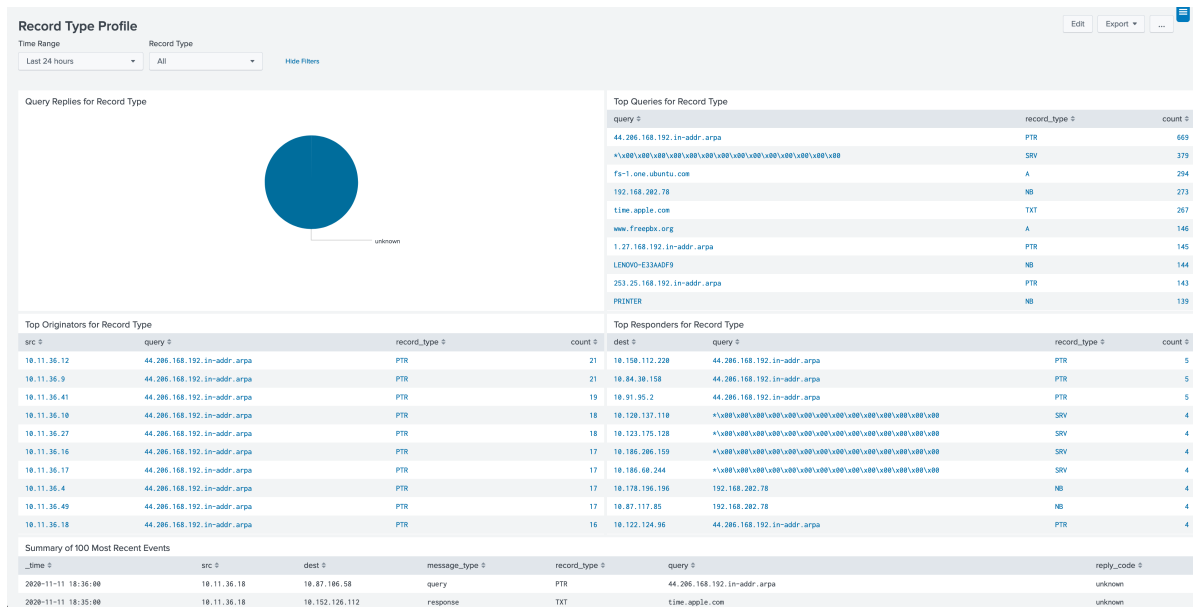 Record Type Profile
Edit Export ...
Time Range Record Type
Last 24 hours All Hide Filters
Query Replies for Record Type
unknown
Top Queries for Record Type
query record_type count
44.206.168.192.in-addr.arpa PTR 669
*\x00\x00\x00\x00\x00\x00\x00\x00\x00\x00\x00\x00\x00\x00\x00 SRV 379
fs-1.one.ubuntu.com A 294
192.168.202.78 NB 273
time.apple.com TXT 267
www.freepbx.org A 146
1.27.168.192.in-addr.arpa PTR 145
LENOVO-E33AADF9 NB 144
253.25.168.192.in-addr.arpa PTR 143
PRINTER NB 139
Top Originators for Record Type
src query record_type count
10.11.36.12 44.206.168.192.in-addr.arpa PTR 21
10.11.36.9 44.206.168.192.in-addr.arpa PTR 21
10.11.36.41 44.206.168.192.in-addr.arpa PTR 19
10.11.36.10 44.206.168.192.in-addr.arpa PTR 18
10.11.36.27 44.206.168.192.in-addr.arpa PTR 18
10.11.36.16 44.206.168.192.in-addr.arpa PTR 17
10.11.36.17 44.206.168.192.in-addr.arpa PTR 17
10.11.36.4 44.206.168.192.in-addr.arpa PTR 17
10.11.36.49 44.206.168.192.in-addr.arpa PTR 17
10.11.36.18 44.206.168.192.in-addr.arpa PTR 16
Top Responders for Record Type
dest query record_type count
10.150.112.220 44.206.168.192.in-addr.arpa PTR 5
10.84.30.158 44.206.168.192.in-addr.arpa PTR 5
10.91.95.2 44.206.168.192.in-addr.arpa PTR 5
10.120.137.110 *\x00\x00\x00\x00\x00\x00\x00\x00\x00\x00\x00\x00\x00\x00\x00 SRV 4
10.123.175.128 *\x00\x00\x00\x00\x00\x00\x00\x00\x00\x00\x00\x00\x00\x00\x00 SRV 4
10.186.206.159 *\x00\x00\x00\x00\x00\x00\x00\x00\x00\x00\x00\x00\x00\x00\x00 SRV 4
10.186.60.244 *\x00\x00\x00\x00\x00\x00\x00\x00\x00\x00\x00\x00\x00\x00\x00 SRV 4
10.178.196.196 192.168.202.78 NB 4
10.87.117.85 192.168.202.78 NB 4
10.122.124.96 44.206.168.192.in-addr.arpa PTR 4
Summary of 100 Most Recent Events
_time src dest message_type record_type query reply_code
2020-11-11 18:36:00 10.11.36.18 10.87.106.58 query PTR 44.206.168.192.in-addr.arpa unknown
2020-11-11 18:35:00 10.11.36.18 10.152.126.112 response TXT time.apple.com unknown